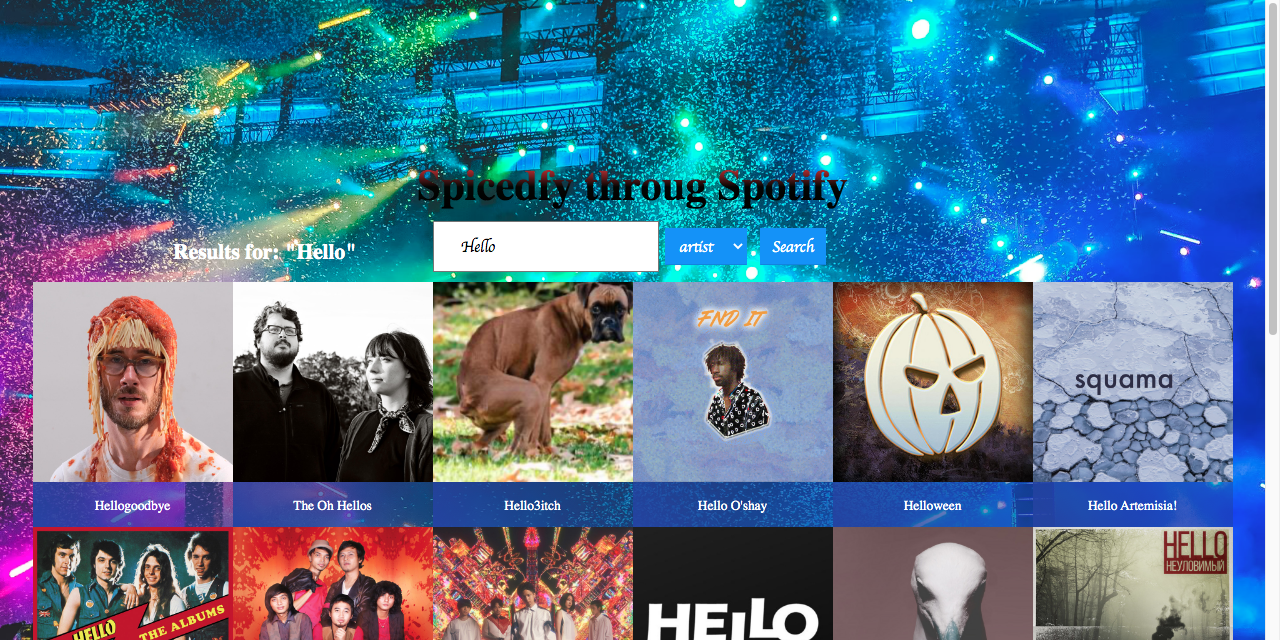 Spicedfy throug Spotify
Results for: "Hello"
Hello
artist
Search
FND IT
squama
Hellogoodbye
The Oh Hellos
Hello3itch
Hello O'shay
Helloween
Hello Artemisia!
HELLO
THE ALBUMS
HELLO
HELLO
НЕУЛОВИМЫЙ